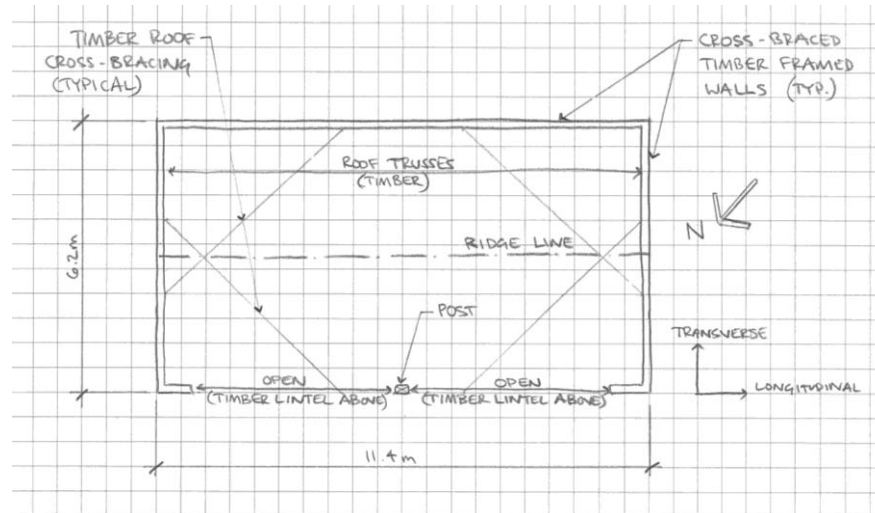 TIMBER ROOF
CROSS-BRACING
(TYPICAL)
CROSS-BRACED
TIMBER FRAMED
WALLS (TYP.)
ROOF TRUSSES
(TIMBER)
N
6.2m
RIDGE LINE
POST
TRANSVERSE
OPEN
(TIMBER LINTEL ABOVE)
OPEN
(TIMBER LINTEL ABOVE)
LONGITUDINAL
11.4m